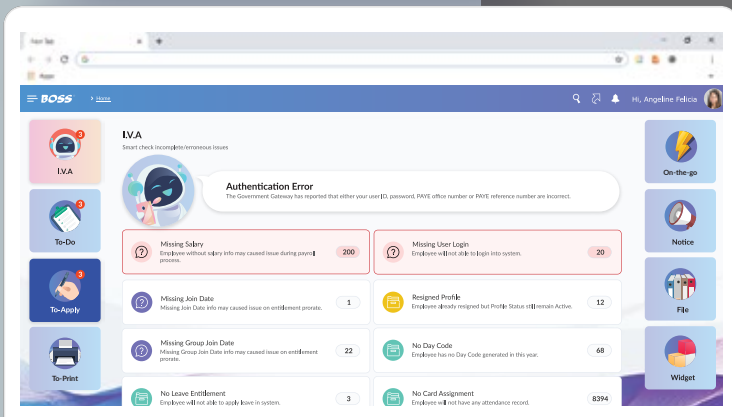 New Tab
Apps
BOSS
> Home
Hi, Angeline Felicia
I.V.A
Smart check incomplete/erroneous issues
3
I.V.A
Authentication Error
The Government Gateway has reported that either your user ID, password, PAYE office number or PAYE reference number are incorrect.
On-the-go
3
To-Do
Missing Salary
Employee without salary info may caused issue during payroll
process.
200
Missing User Login
Employee will not able to login into system.
20
Notice
3
To-Apply
Missing Join Date
Missing Join Date info may caused issue on entitlement prorate.
1
Resigned Profile
Employee already resigned but Profile Status still remain Active.
12
File
Missing Group Join Date
Missing Group Join Date info may caused issue on entitlement
prorate.
22
No Day Code
Employee has no Day Code generated in this year.
68
To-Print
Widget
No Leave Entitlement
Employee will not able to apply leave in system.
3
No Card Assignment
Employee will not have any attendance record.
8394